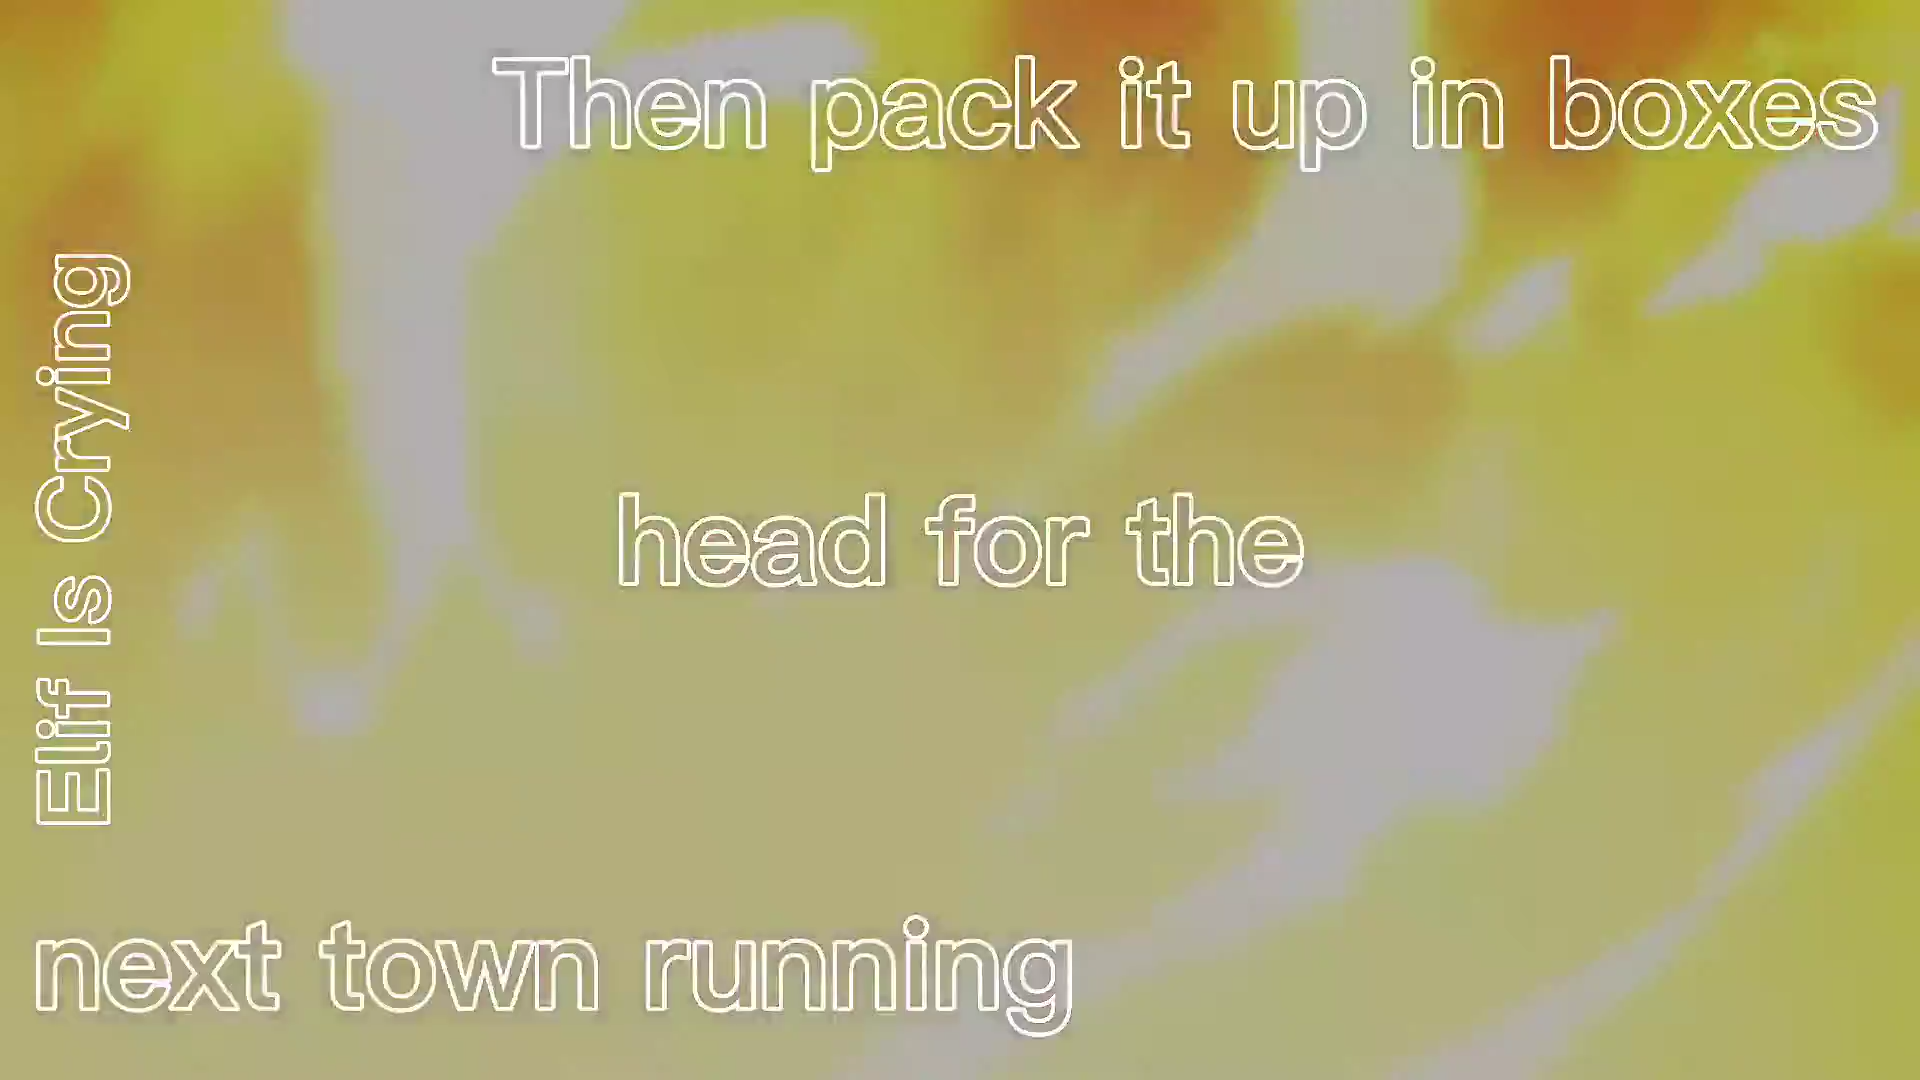 Then pack it up in boxes
head for the
next town running
Elif Is Crying